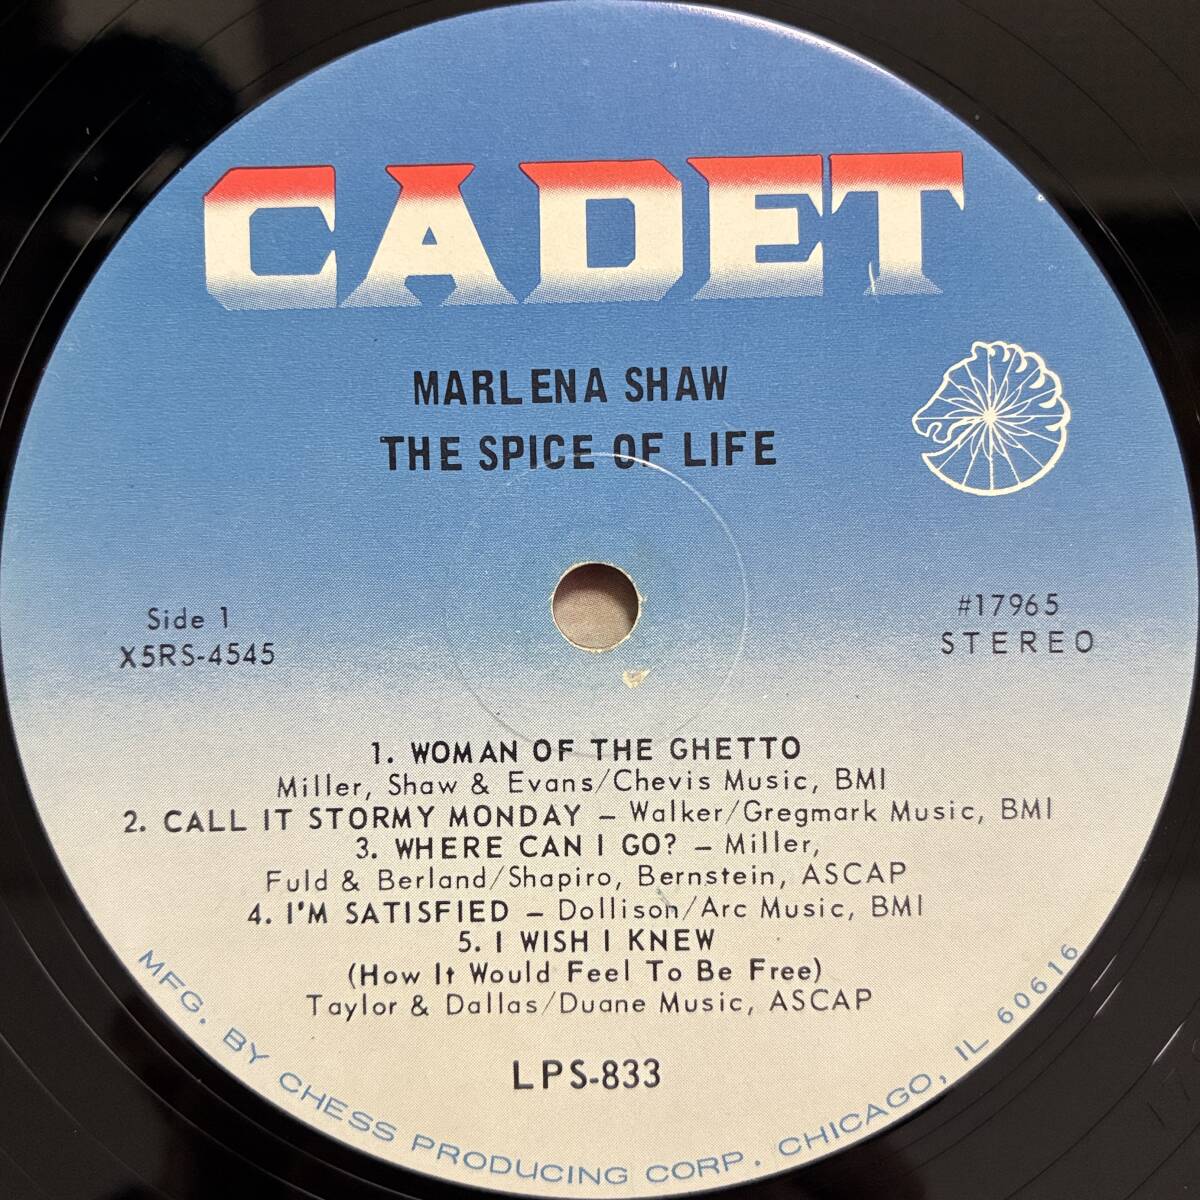 CADET
MARLENA SHAW
THE SPICE OF LIFE
Side 1
X5RS-4545
#17965
STEREO
1. WOMAN OF THE GHETTO
Miller, Shaw & Evans/Chevis Music, BMI
2. CALL IT STORMY MONDAY – Walker/Gregmark Music, BMI
3. WHERE CAN I GO? – Miller,
Fuld & Berland/Shapiro, Bernstein, ASCAP
4. I'M SATISFIED – Dollison/Arc Music, BMI
5. I WISH I KNEW
(How It Would Feel To Be Free)
Taylor & Dallas/Duane Music, ASCAP
LPS-833
MFG. BY CHESS PRODUCING CORP. CHICAGO, IL 60616